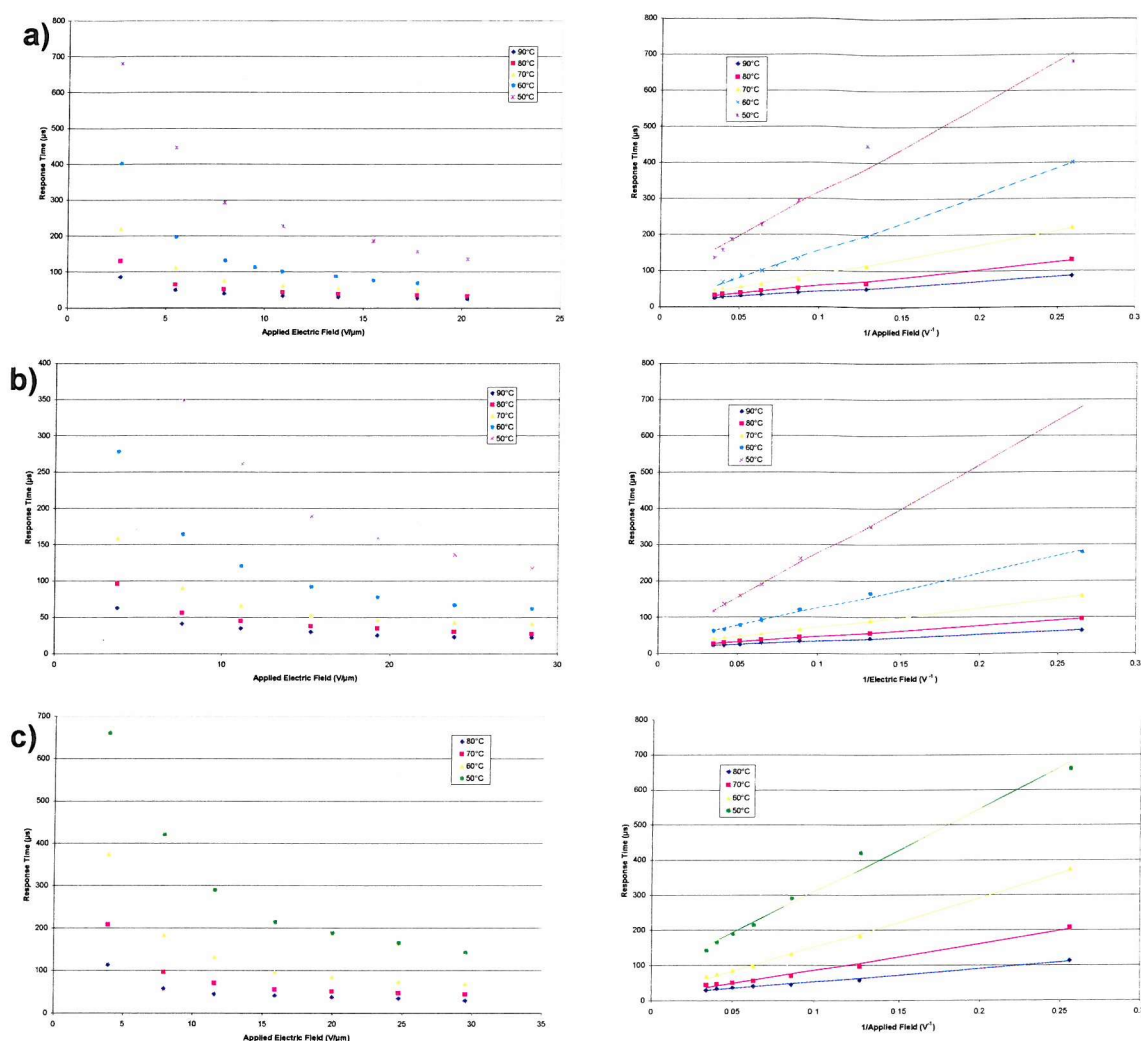 a)
800
700
600
500
400
300
200
100
0
Response Time (µs)
0 5 10 15 20 25
Applied Electric Field (V/µm)
90°C
80°C
70°C
60°C
50°C
800
700
600
500
400
300
200
100
0
Response Time (µs)
0 0.05 0.1 0 15 0.2 0.25 0.3
1/ Applied Field (V⁻¹)
90°C
80°C
70°C
60°C
50°C
b)
400
350
300
250
200
150
100
50
0
Response Time (µs)
0 10 20 30
Applied Electric Field (V/µm)
90°C
80°C
70°C
60°C
50°C
800
700
600
500
400
300
200
100
0
Response Time (µs)
0 0.05 0.1 0 15 0.2 0.25 0.3
1/Electric Field (V⁻¹)
90°C
80°C
70°C
60°C
50°C
c)
700
600
500
400
300
200
100
0
Response Time (µs)
0 5 10 15 20 25 30 35
Applied Electric Field (V/µm)
80°C
70°C
60°C
50°C
800
700
600
500
400
300
200
100
0
Response Time (µs)
0 0 05 0.1 0 15 0.2 0.25 0.3
1/Applied Field (V⁻¹)
80°C
70°C
60°C
50°C